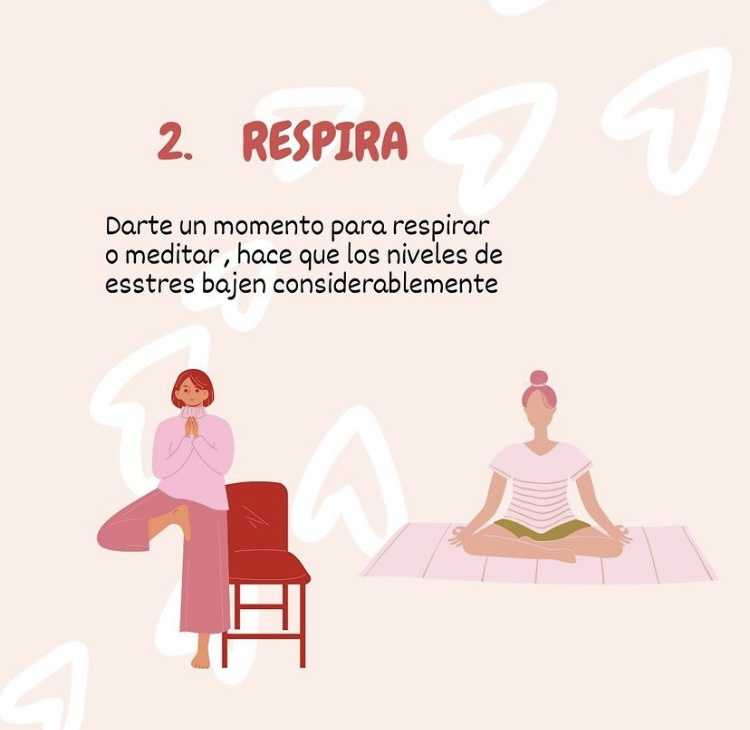 2. RESPIRA
Darte un momento para respirar
o meditar, hace que los niveles de
esstres bajen considerablemente